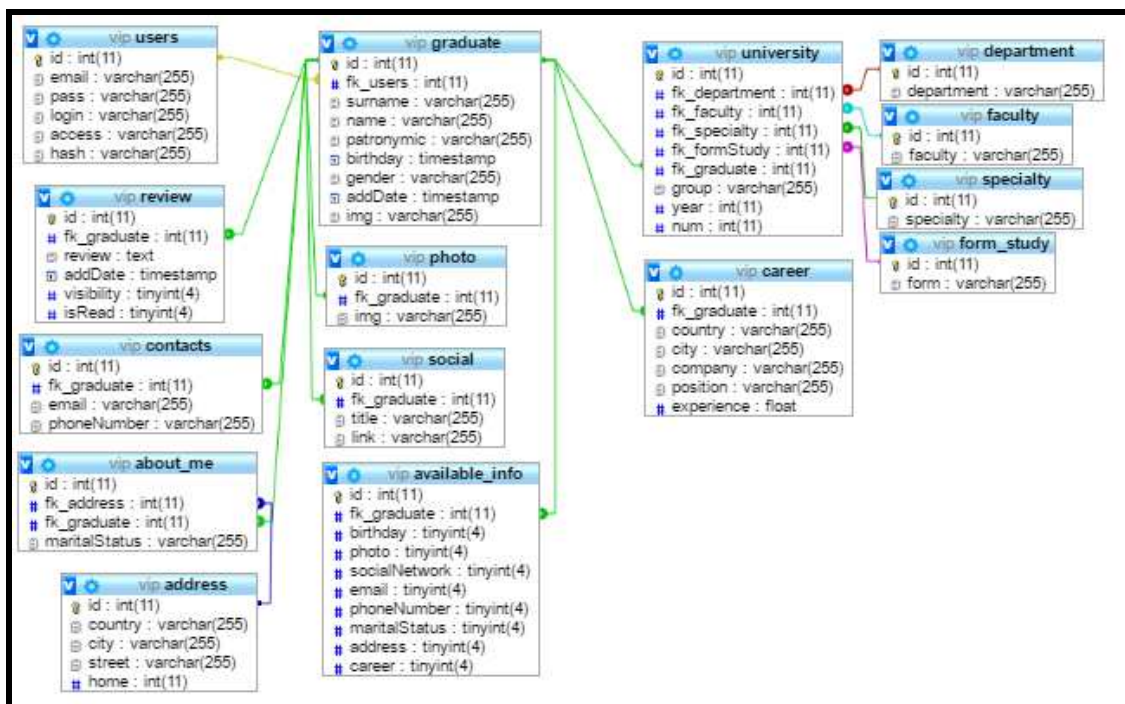 vip users
id : int(11)
email : varchar(255)
pass : varchar(255)
login : varchar(255)
access : varchar(255)
hash : varchar(255)
vip review
id : int(11)
fk_graduate : int(11)
review : text
addDate : timestamp
visibility : tinyint(4)
isRead : tinyint(4)
vip contacts
id : int(11)
fk_graduate : int(11)
email : varchar(255)
phoneNumber : varchar(255)
vip about_me
id : int(11)
fk_address : int(11)
fk_graduate : int(11)
maritalStatus : varchar(255)
vip address
id : int(11)
country : varchar(255)
city : varchar(255)
street : varchar(255)
home : int(11)
vip graduate
id : int(11)
fk_users : int(11)
surname : varchar(255)
name : varchar(255)
patronymic : varchar(255)
birthday : timestamp
gender : varchar(255)
addDate : timestamp
img : varchar(255)
vip photo
id : int(11)
fk_graduate : int(11)
img : varchar(255)
vip social
id : int(11)
fk_graduate : int(11)
title : varchar(255)
link : varchar(255)
vip available_info
id : int(11)
fk_graduate : int(11)
birthday : tinyint(4)
photo : tinyint(4)
socialNetwork : tinyint(4)
email : tinyint(4)
phoneNumber : tinyint(4)
maritalStatus : tinyint(4)
address : tinyint(4)
career : tinyint(4)
vip university
id : int(11)
fk_department : int(11)
fk_faculty : int(11)
fk_specialty : int(11)
fk_formStudy : int(11)
fk_graduate : int(11)
group : varchar(255)
year : int(11)
num : int(11)
vip career
id : int(11)
fk_graduate : int(11)
country : varchar(255)
city : varchar(255)
company : varchar(255)
position : varchar(255)
experience : float
vip department
id : int(11)
department : varchar(255)
vip faculty
id : int(11)
faculty : varchar(255)
vip specialty
id : int(11)
specialty : varchar(255)
vip form_study
id : int(11)
form : varchar(255)